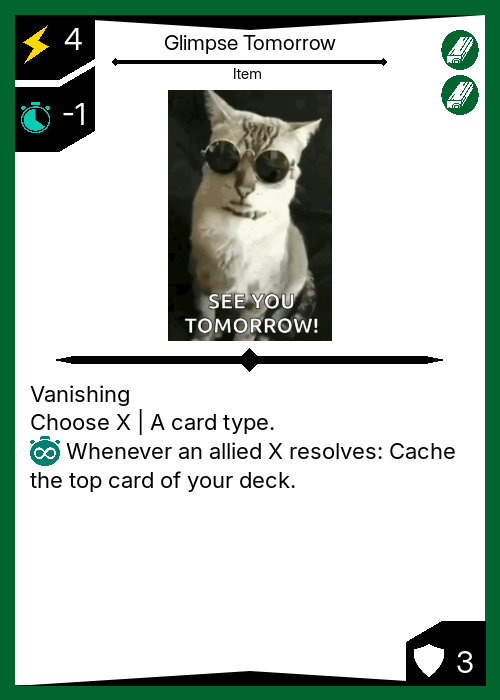 4
Glimpse Tomorrow
Item
-1
SEE YOU
TOMORROW!
Vanishing
Choose X | A card type.
Whenever an allied X resolves: Cache
the top card of your deck.
3